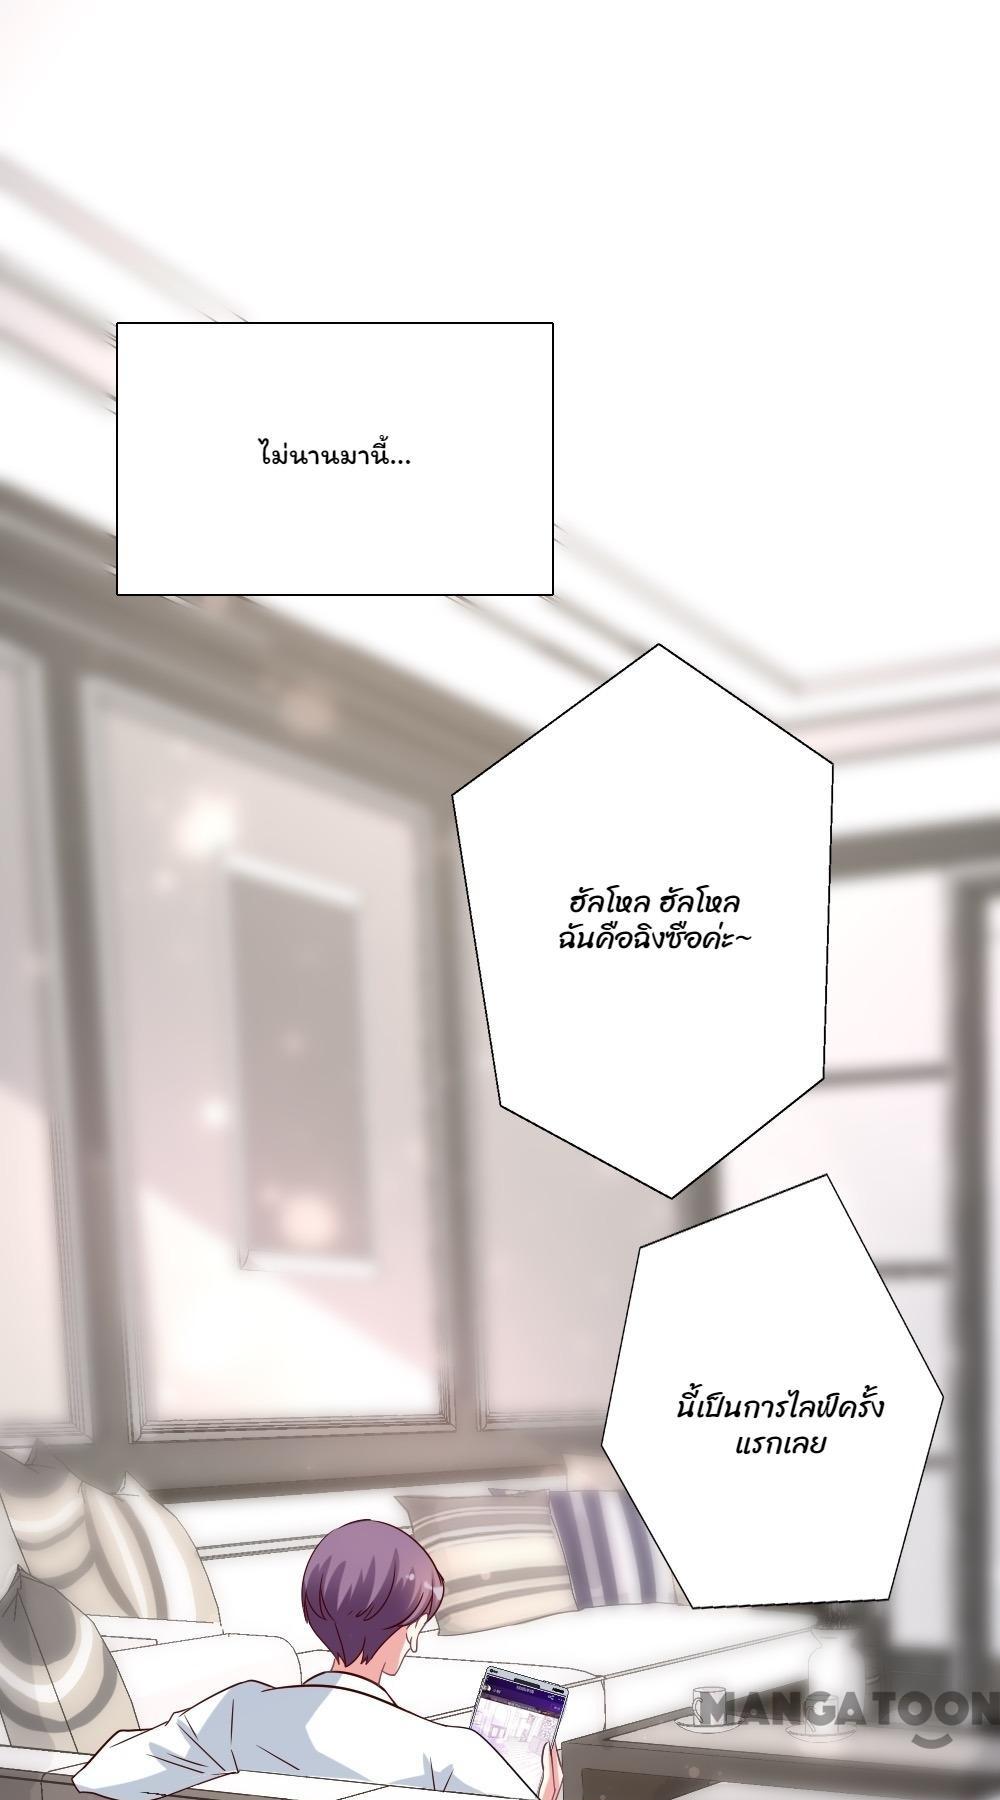 ไม่นานมานี้...
ฮัลโหล ฮัลโหล
ฉันคือฉิงซือค่ะ~
นี้เป็นการไลฟ์ครั้ง
แรกเลย
MANGATOON